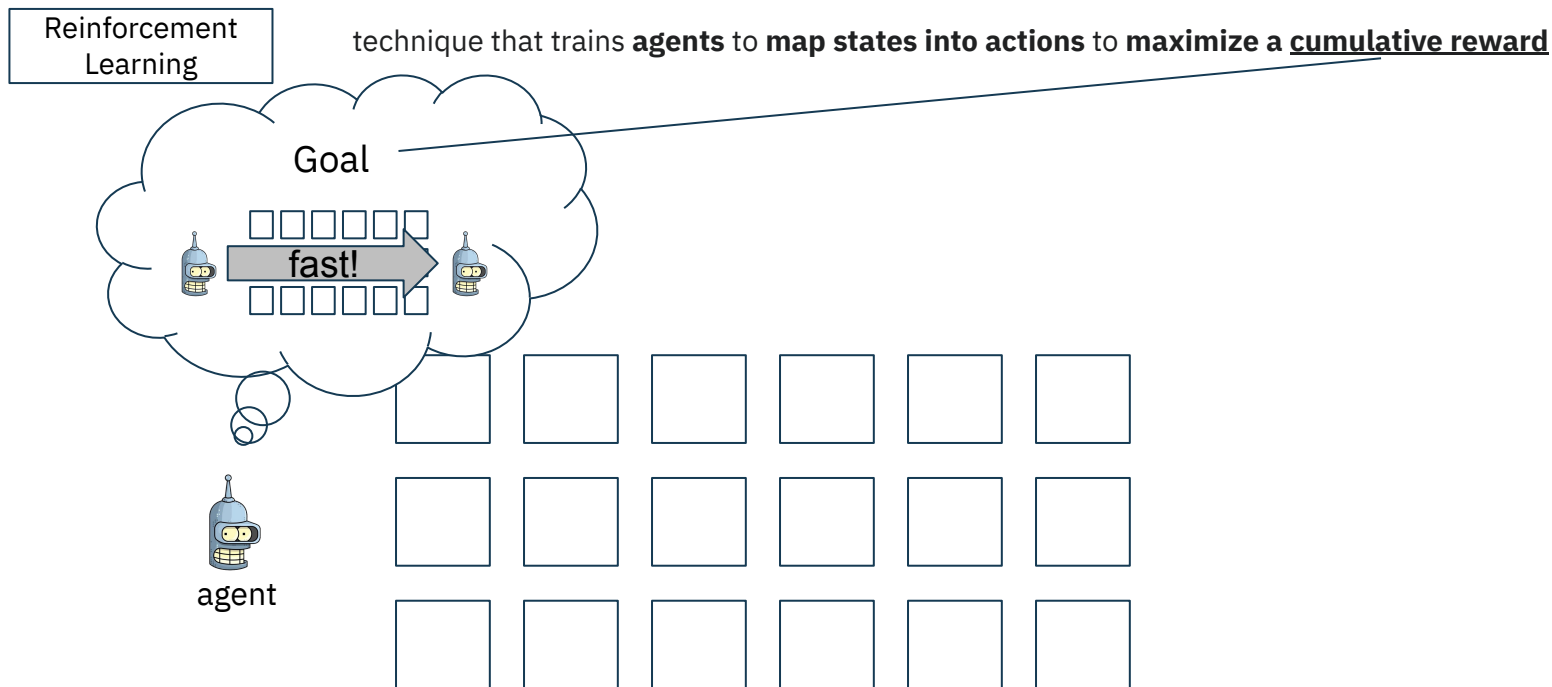 Reinforcement
Learning
technique that trains agents to map states into actions to maximize a cumulative reward
Goal
fast!
agent